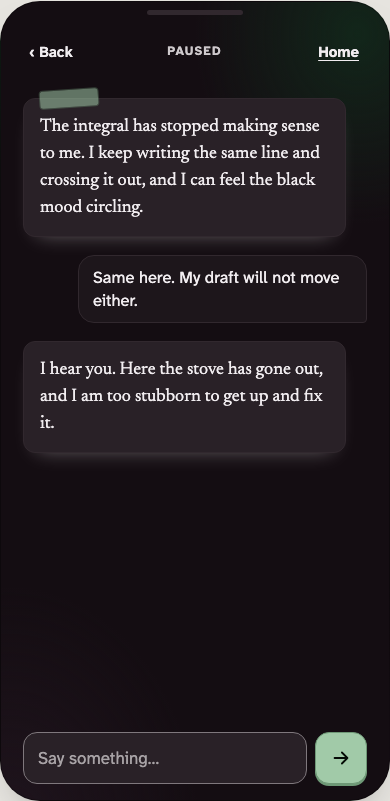 ‹ Back
PAUSED
Home
The integral has stopped making sense
to me. I keep writing the same line and
crossing it out, and I can feel the black
mood circling.
Same here. My draft will not move
either.
I hear you. Here the stove has gone out,
and I am too stubborn to get up and fix
it.
Say something...